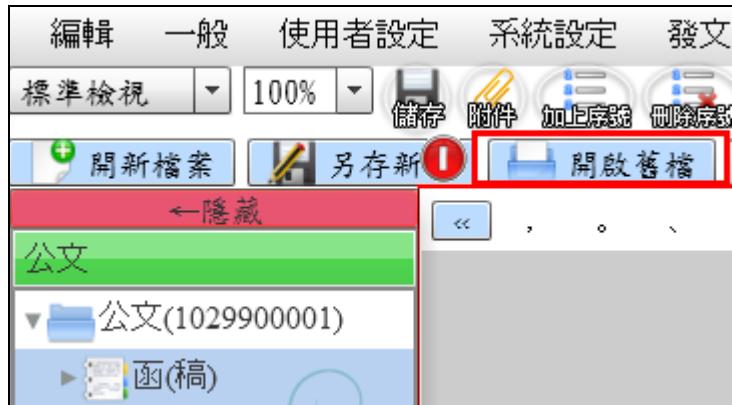 編輯 一般 使用者設定 系統設定 發文
標準檢視 100% 儲存 附件 加上序號 刪除序號
開新檔案 另存新 1 開啟舊檔
←隱藏 « , 。 、
公文
公文(1029900001)
函(稿)